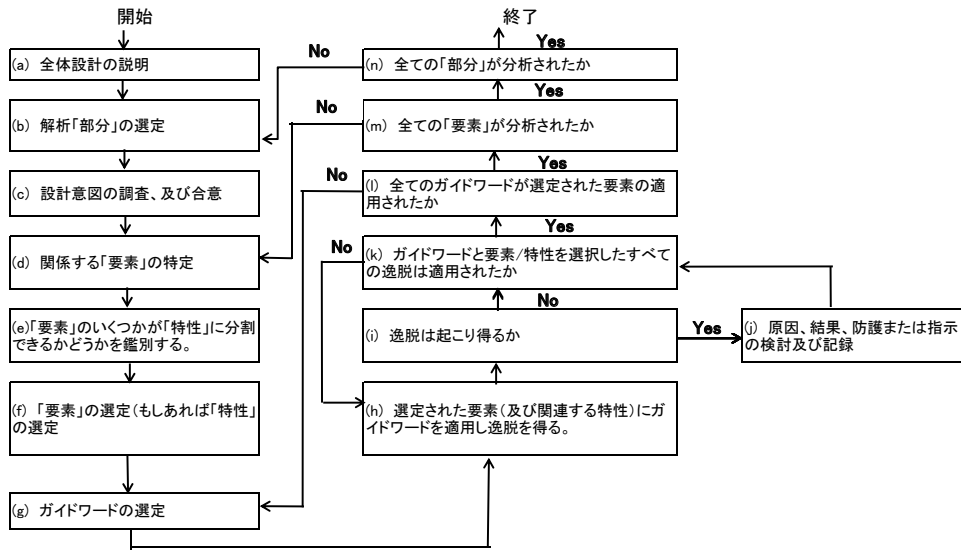 開始
(a) 全体設計の説明
(b) 解析「部分」の選定
(c) 設計意図の調査、及び合意
(d) 関係する「要素」の特定
(e)「要素」のいくつかが「特性」に分割
できるかどうかを鑑別する。
(f) 「要素」の選定(もしあれば「特性」
の選定
(g) ガイドワードの選定
終了
Yes
No
(n) 全ての「部分」が分析されたか
Yes
No
(m) 全ての「要素」が分析されたか
Yes
No
(l) 全てのガイドワードが選定された要素の適
用されたか
Yes
No
(k) ガイドワードと要素/特性を選択したすべて
の逸脱は適用されたか
No
(i) 逸脱は起こり得るか
Yes
(j) 原因、結果、防護または指示
の検討及び記録
(h) 選定された要素(及び関連する特性)にガ
イドワードを適用し逸脱を得る。